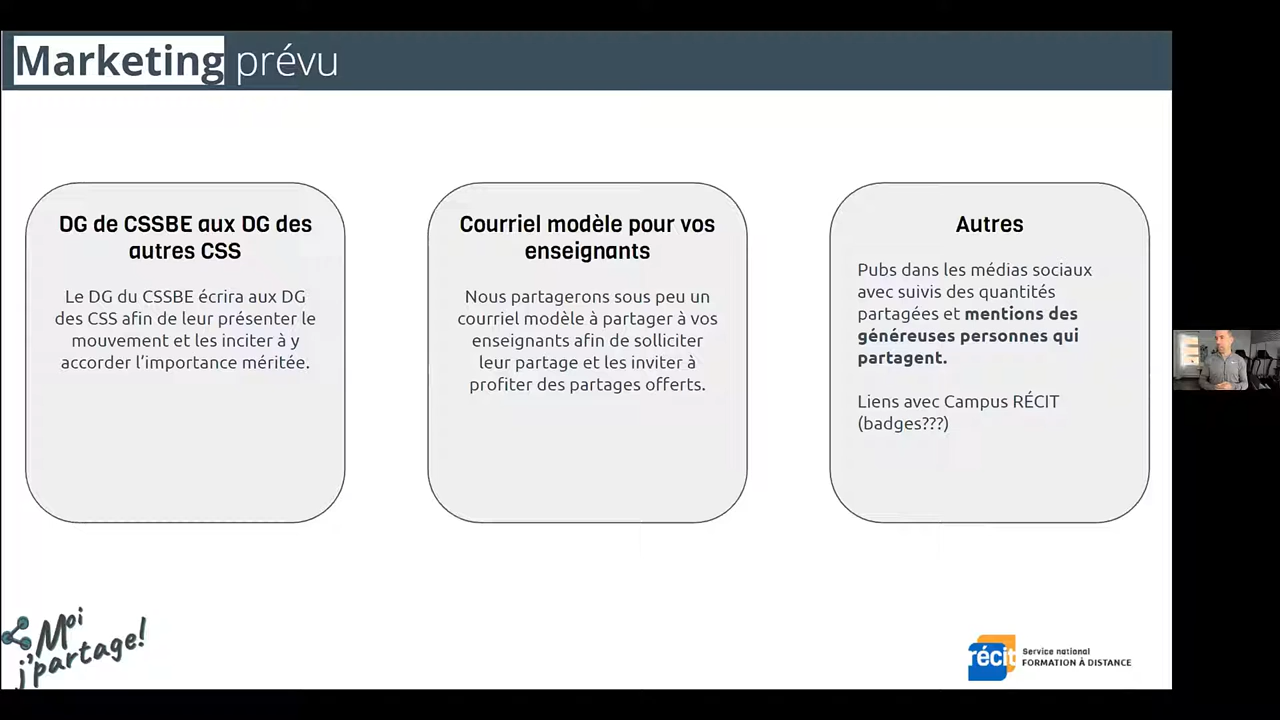 Marketing prévu
DG de CSSBE aux DG des
autres CSS
Le DG du CSSBE écrira aux DG
des CSS afin de leur présenter le
mouvement et les inciter à y
accorder l’importance méritée.
Courriel modèle pour vos
enseignants
Nous partagerons sous peu un
courriel modèle à partager à vos
enseignants afin de solliciter
leur partage et les inviter à
profiter des partages offerts.
Autres
Pubs dans les médias sociaux
avec suivis des quantités
partagées et mentions des
généreuses personnes qui
partagent.
Liens avec Campus RÉCIT
(badges???)
Moi
j'partage!
récit
Service national
FORMATION À DISTANCE